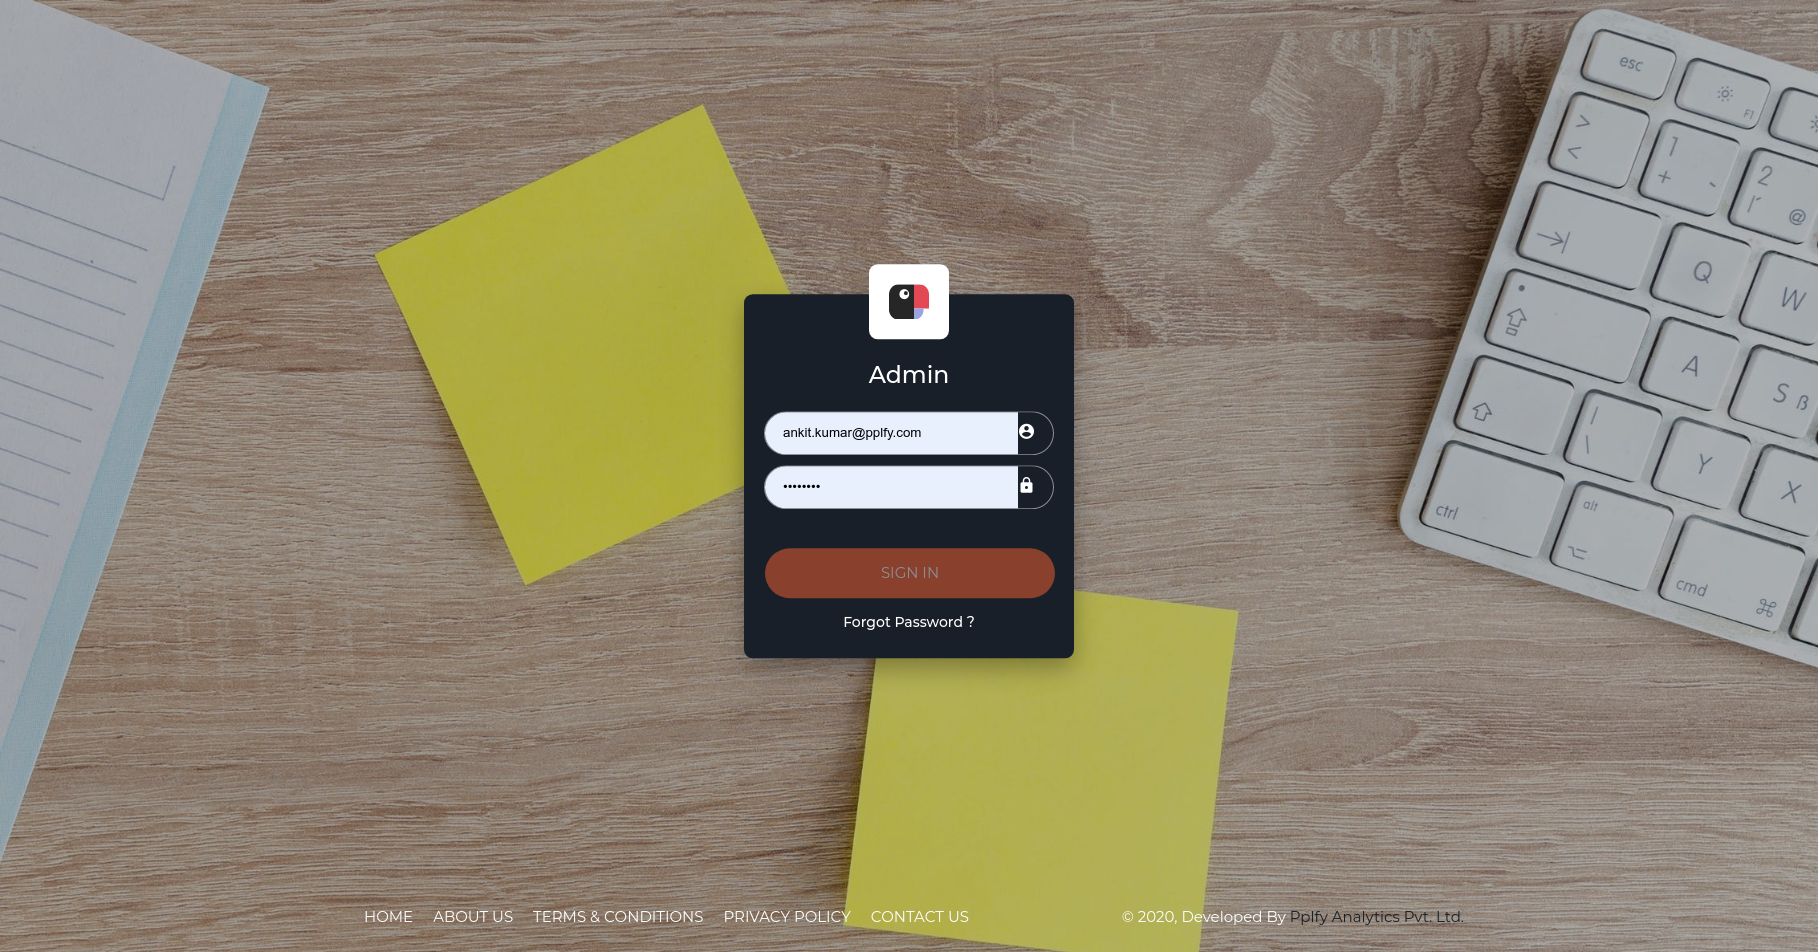 esc
F1
>
<
1
+
-
2
@
Q
W
A
S ß
Y
X
ctrl
alt
cmd
Admin
ankit.kumar@pplfy.com
••••••••
SIGN IN
Forgot Password ?
HOME ABOUT US TERMS & CONDITIONS PRIVACY POLICY CONTACT US
© 2020, Developed By Pplfy Analytics Pvt. Ltd.